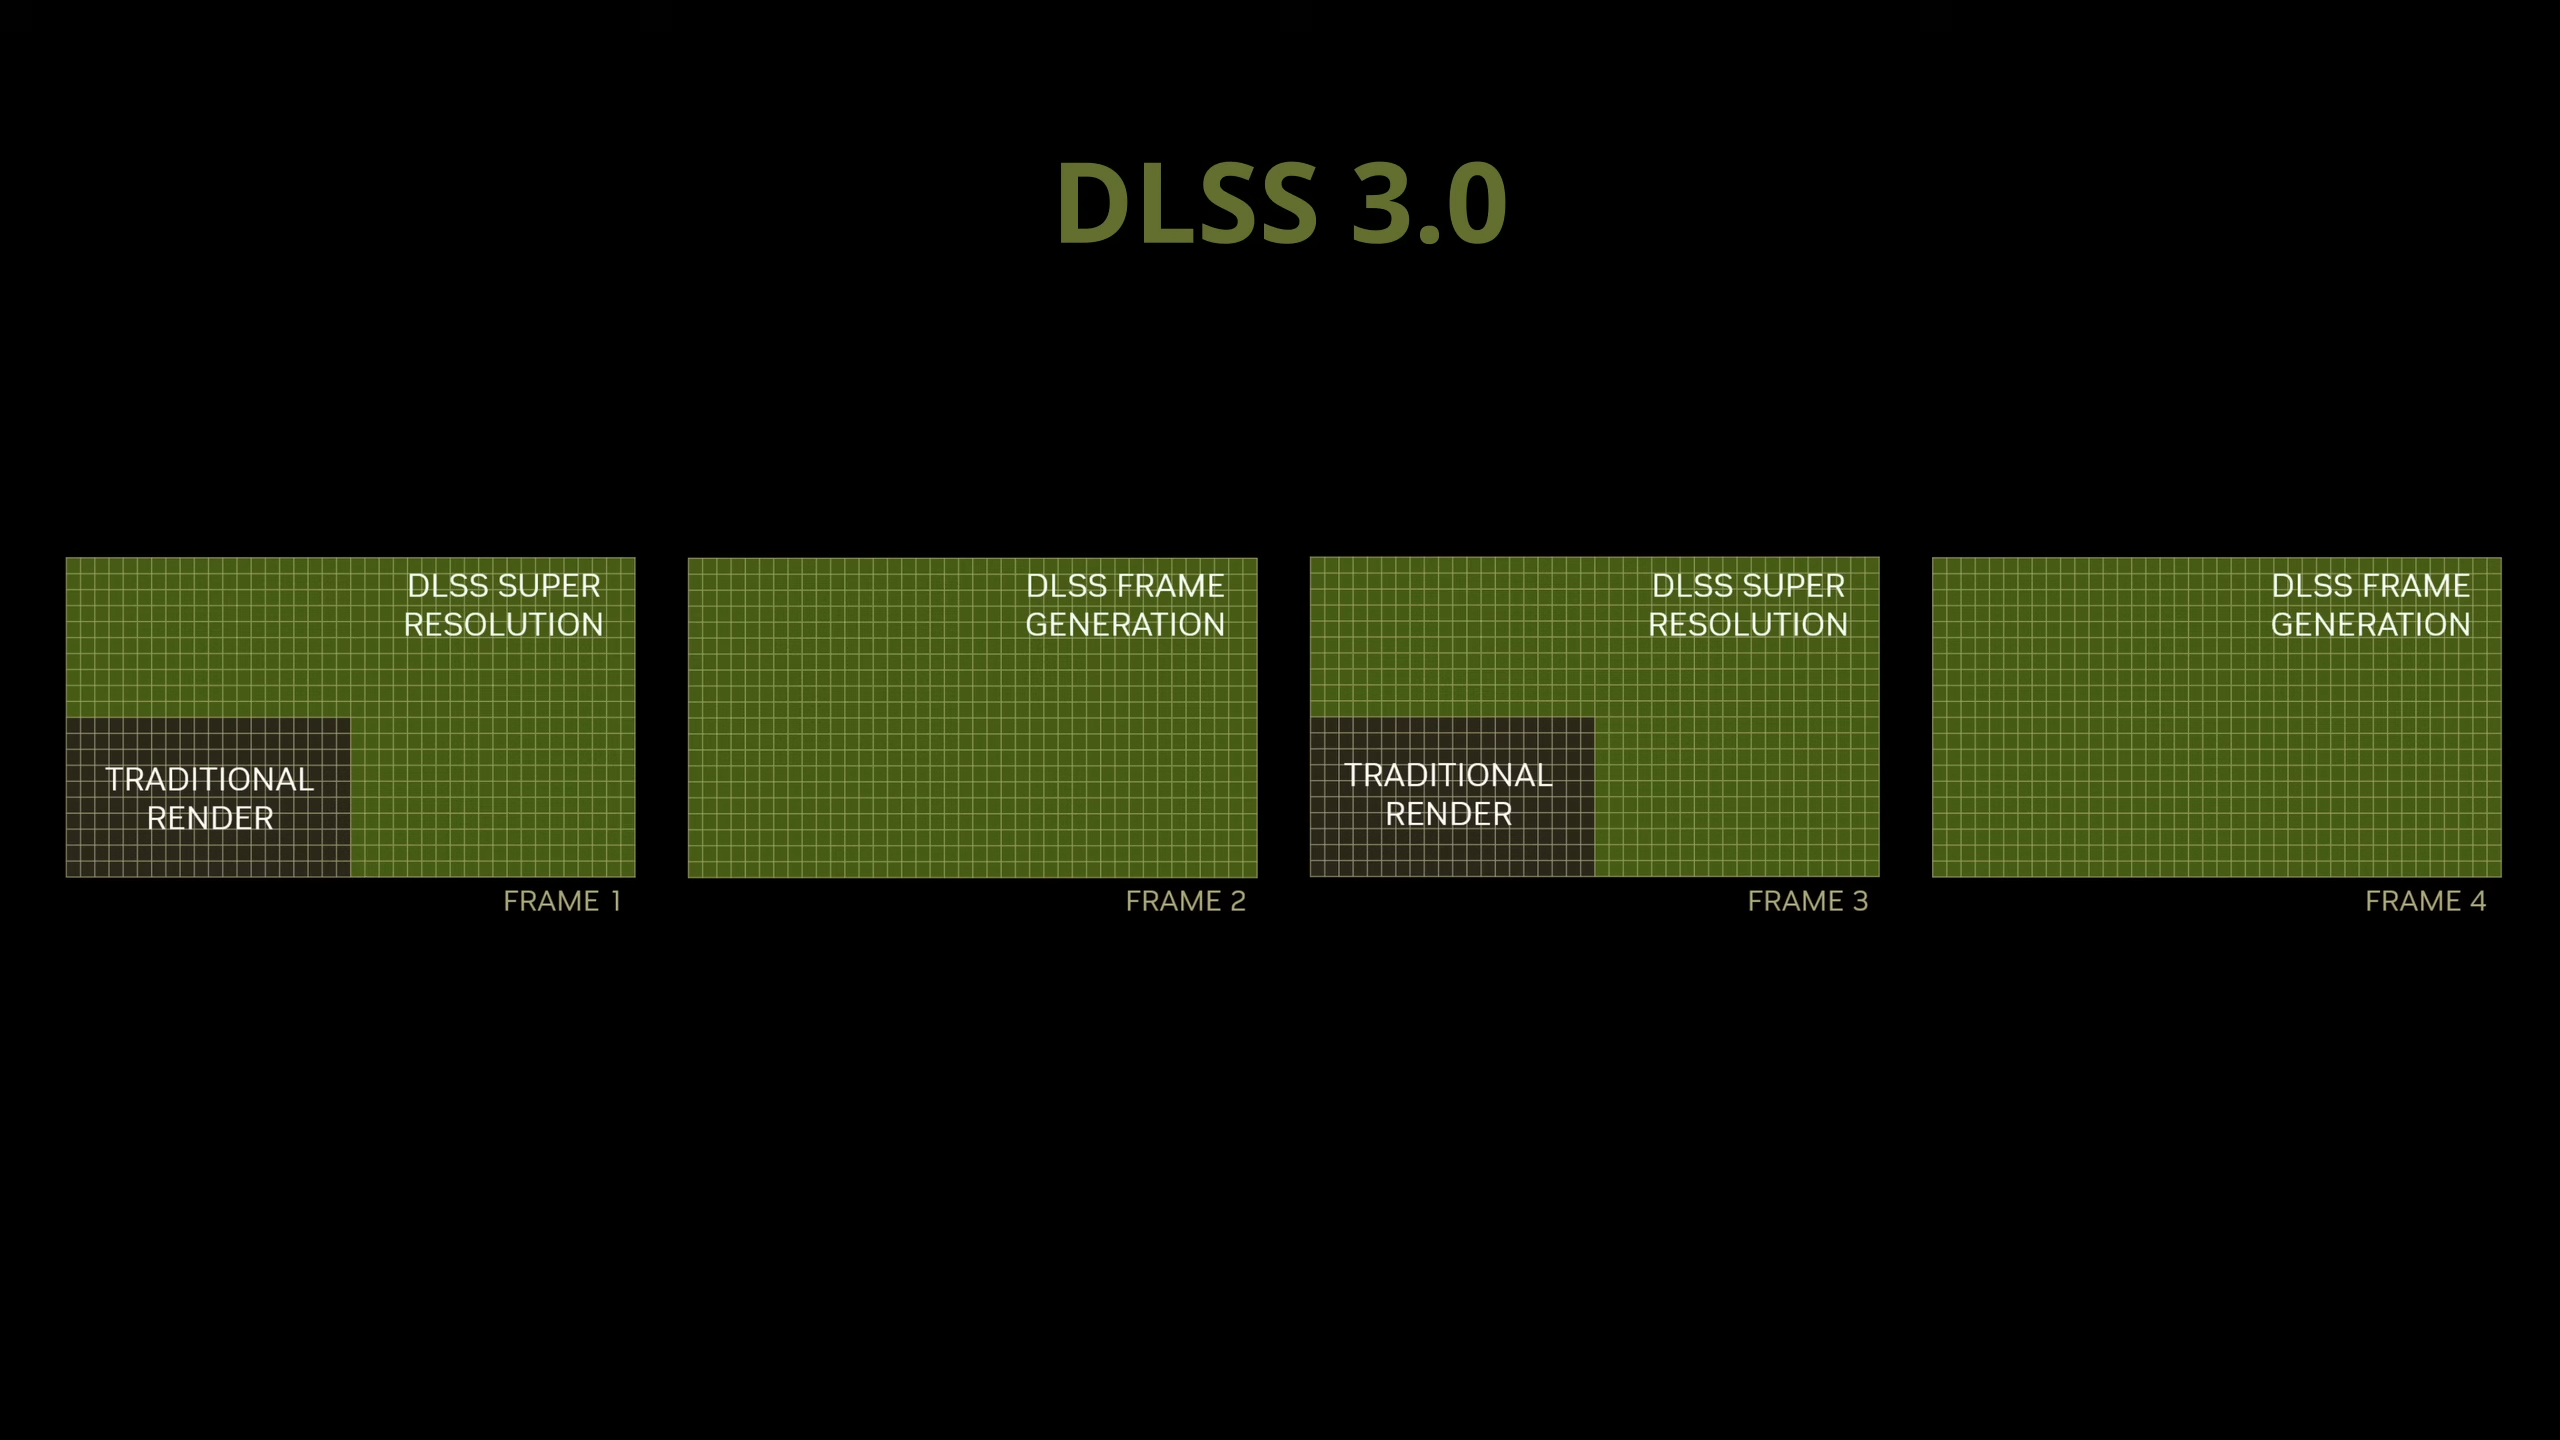 DLSS 3.0
DLSS SUPER
RESOLUTION
TRADITIONAL
RENDER
FRAME 1
DLSS FRAME
GENERATION
FRAME 2
DLSS SUPER
RESOLUTION
TRADITIONAL
RENDER
FRAME 3
DLSS FRAME
GENERATION
FRAME 4